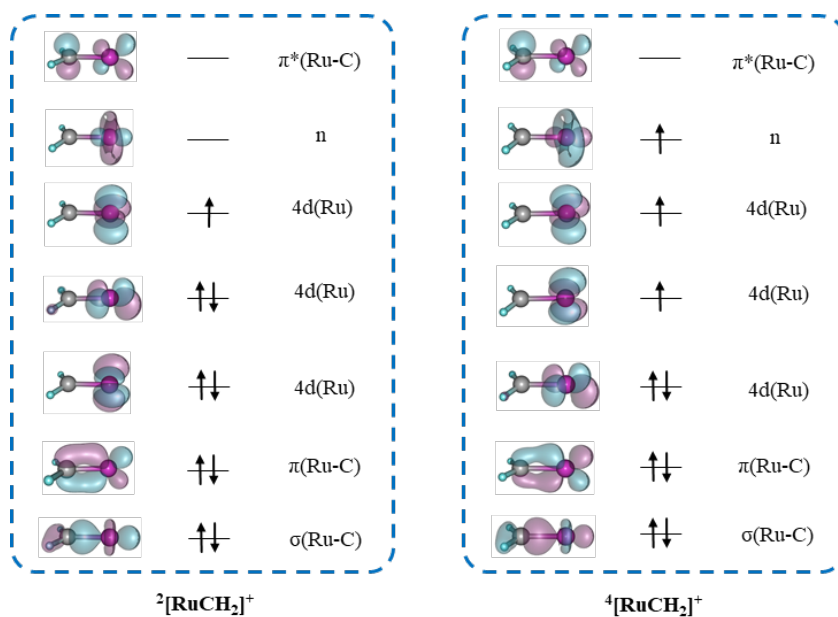 π*(Ru-C)
n
4d(Ru)
4d(Ru)
4d(Ru)
π(Ru-C)
σ(Ru-C)
²[RuCH₂]⁺
π*(Ru-C)
n
4d(Ru)
4d(Ru)
4d(Ru)
π(Ru-C)
σ(Ru-C)
⁴[RuCH₂]⁺